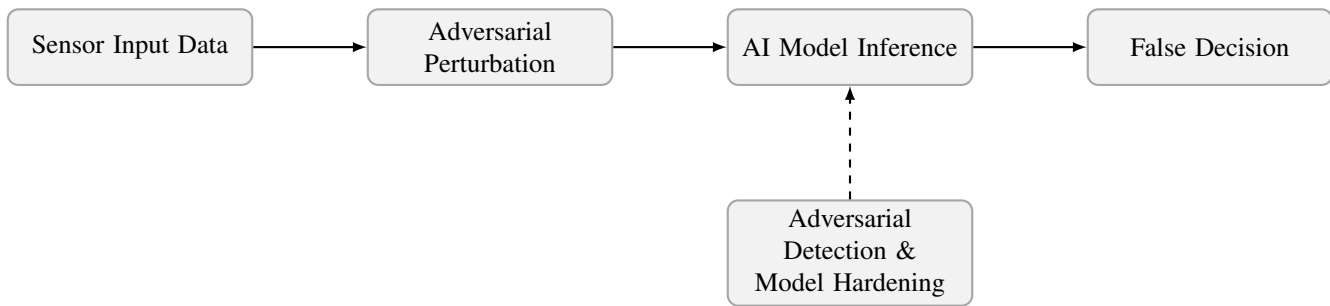 Sensor Input Data
Adversarial
Perturbation
AI Model Inference
False Decision
Adversarial
Detection &
Model Hardening